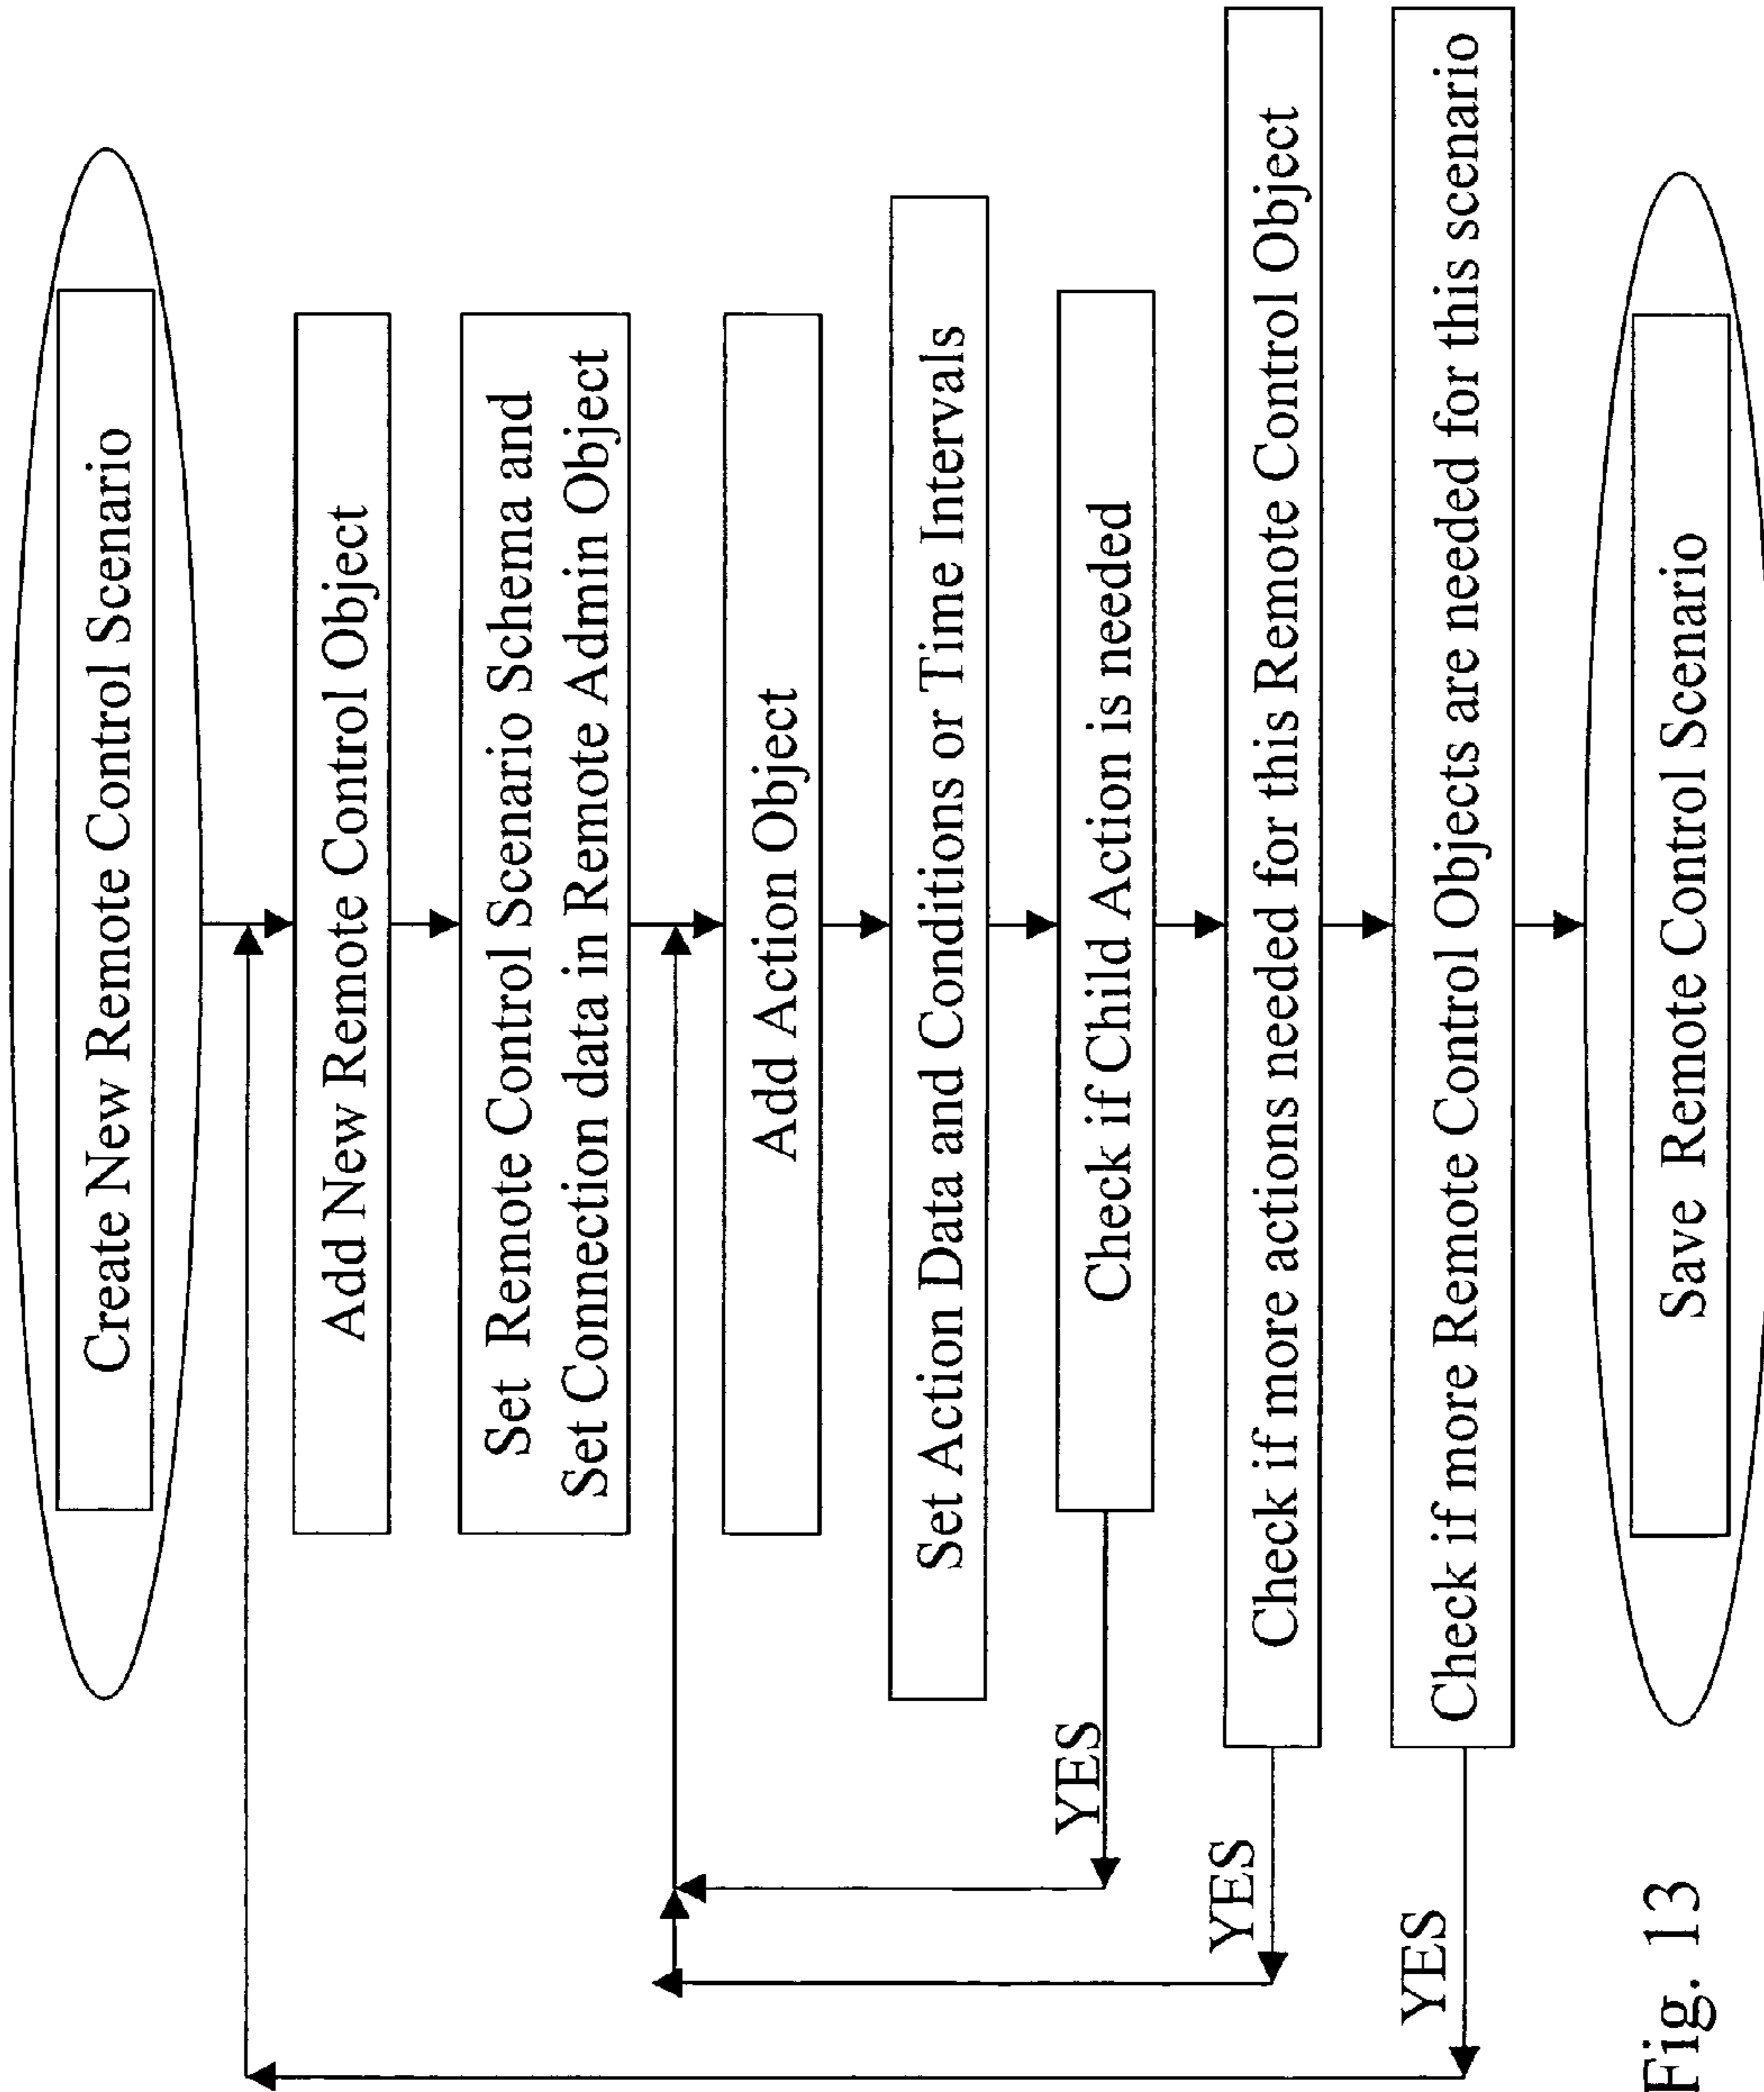 Create New Remote Control Scenario
Add New Remote Control Object
Set Remote Control Scenario Schema and
Set Connection data in Remote Admin Object
Add Action Object
Set Action Data and Conditions or Time Intervals
Check if Child Action is needed
YES
Check if more actions needed for this Remote Control Object
YES
Check if more Remote Control Objects are needed for this scenario
YES
Save Remote Control Scenario
Fig. 13